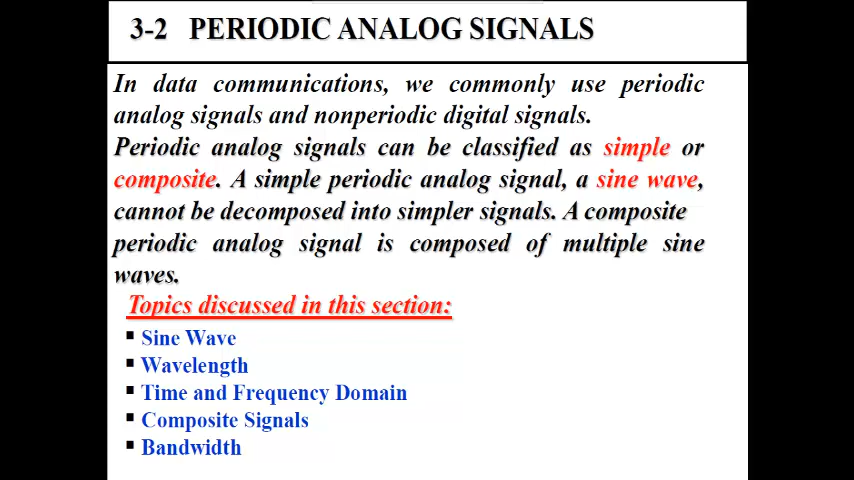 3-2 PERIODIC ANALOG SIGNALS
In data communications, we commonly use periodic
analog signals and nonperiodic digital signals.
Periodic analog signals can be classified as simple or
composite. A simple periodic analog signal, a sine wave,
cannot be decomposed into simpler signals. A composite
periodic analog signal is composed of multiple sine
waves.
Topics discussed in this section:
▪ Sine Wave
▪ Wavelength
▪ Time and Frequency Domain
▪ Composite Signals
▪ Bandwidth